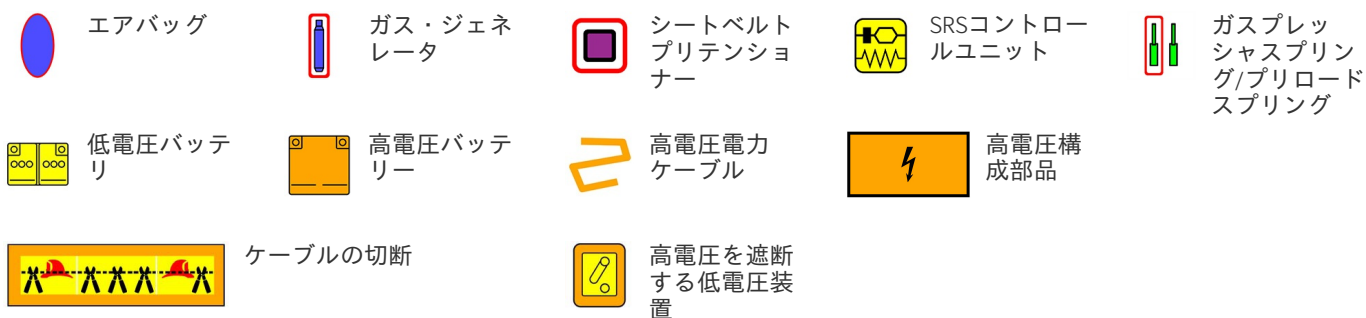 エアバッグ
ガス・ジェネ
レータ
シートベルト
プリテンショ
ナー
SRSコントロー
ルユニット
ガスプレッ
シャスプリン
グ/プリロード
スプリング
低電圧バッテ
リ
高電圧バッテ
リー
高電圧電力
ケーブル
高電圧構
成部品
ケーブルの切断
高電圧を遮断
する低電圧装
置